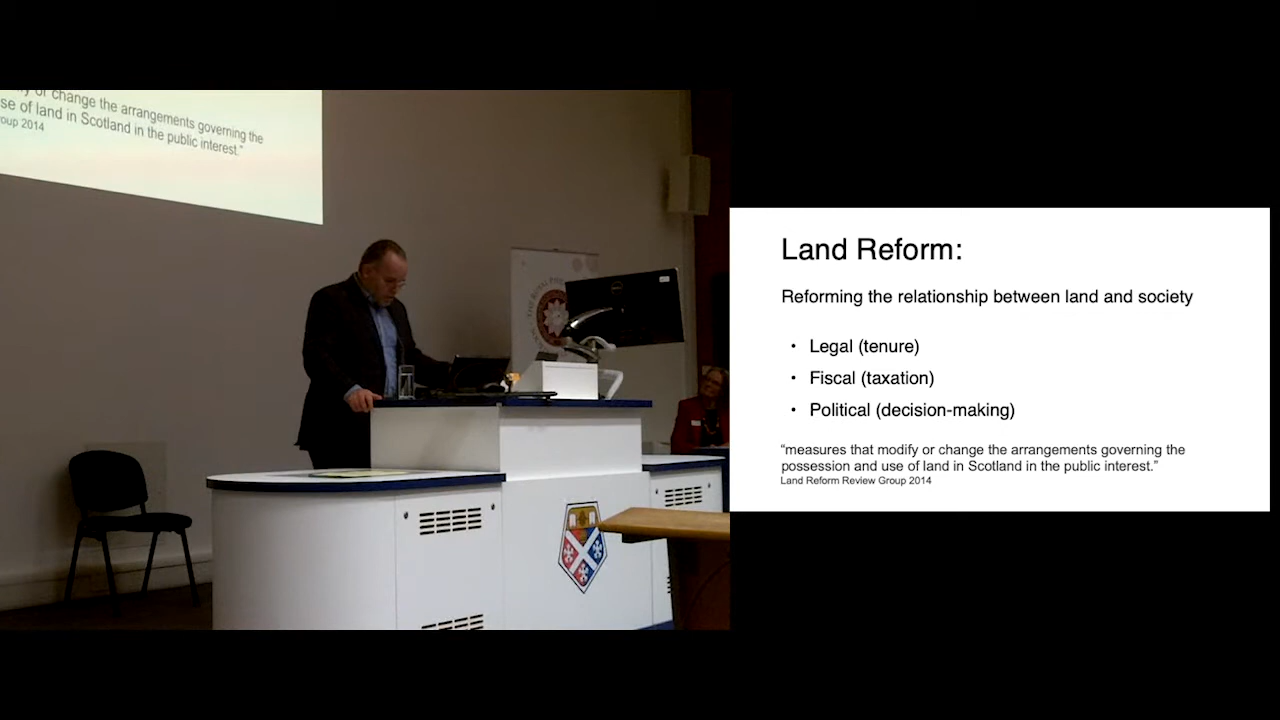 or change the arrangements governing the
se of land in Scotland in the public interest."
oup 2014
Land Reform:
Reforming the relationship between land and society
• Legal (tenure)
• Fiscal (taxation)
• Political (decision-making)
“measures that modify or change the arrangements governing the
possession and use of land in Scotland in the public interest.”
Land Reform Review Group 2014